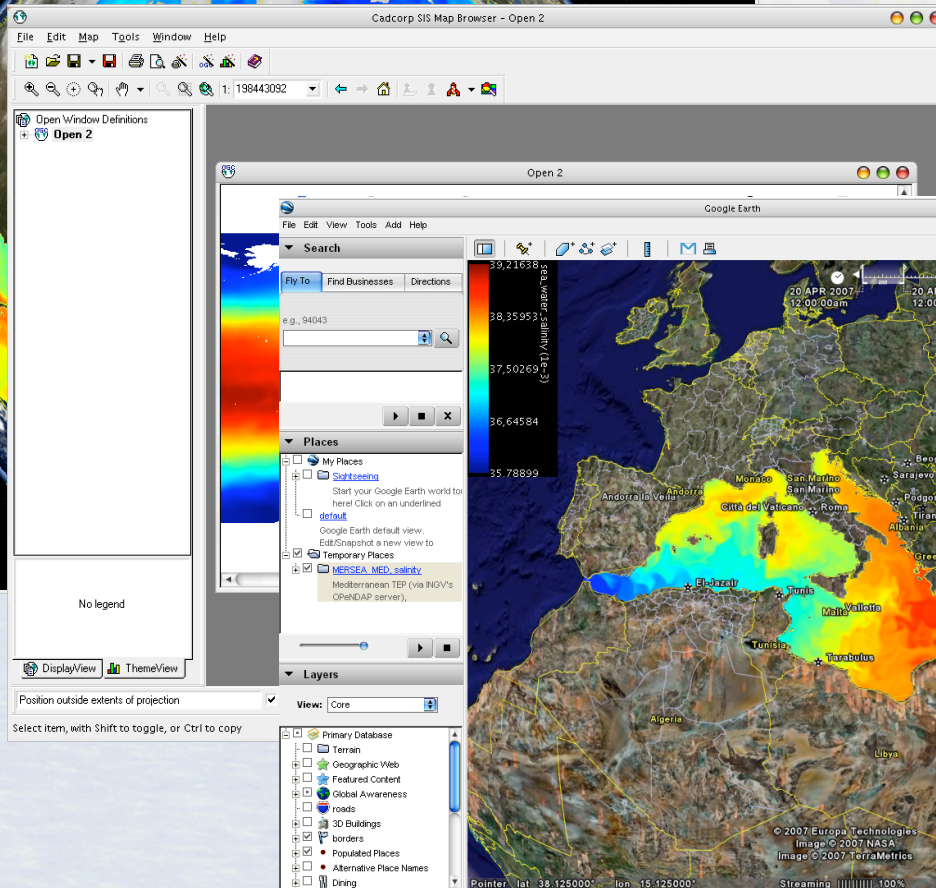 Cadcorp SIS Map Browser - Open 2
File Edit Map Tools Window Help
1: 198443092
Open Window Definitions
Open 2
Open 2
Google Earth
File Edit View Tools Add Help
Search
Fly To Find Businesses Directions
e.g., 94043
Places
My Places
Sightseeing
Start your Google Earth world to
here! Click on an underlined
default
Google Earth default view.
Edit/Snapshot a new view to
Temporary Places
MERSEA_MED, salinity
Mediterranean TEP (via INGV's
OPeNDAP server),
No legend
DisplayView ThemeView
Position outside extents of projection
Select item, with Shift to toggle, or Ctrl to copy
Layers
View: Core
Primary Database
Terrain
Geographic Web
Featured Content
Global Awareness
roads
3D Buildings
borders
Populated Places
Alternative Place Names
Dining
39,21638
38,35953
37,50269
36,64584
35.78899
sea_water_salinity (1e-3)
20 APR 2007 20 A
12:00:00am 12:0
Beog
Sarajevo
Monaco San Marino
San Marino
Andorra la Vella Andorra
Podgor
Città del Vaticano Roma
Tiran
Albania
Gree
El-Jazair
Tunis
Malta Valletta
Tunisia
Tarabulus
Algeria
Libya
© 2007 Europa Technologies
Image © 2007 NASA
Image © 2007 TerraMetrics
Pointer lat 38.125000° lon 15.125000° Streaming ||||||||| 100%